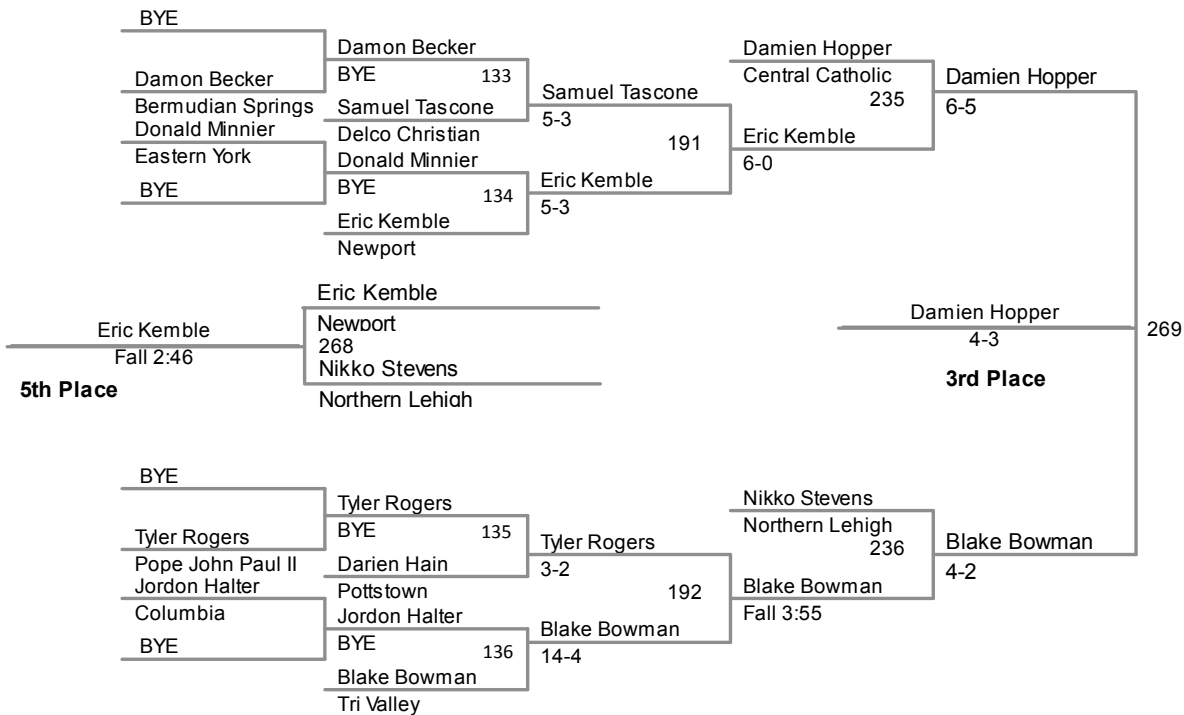 BYE
Damon Becker
Bermudian Springs
Donald Minnier
Eastern York
BYE
Damon Becker
BYE
133
Samuel Tascone
Delco Christian
Donald Minnier
BYE
134
Eric Kemble
Newport
Samuel Tascone
5-3
191
Eric Kemble
5-3
Damien Hopper
Central Catholic
235
Eric Kemble
6-0
Damien Hopper
6-5
Eric Kemble
Newport
268
Nikko Stevens
Northern Lehigh
Eric Kemble
Fall 2:46
5th Place
Damien Hopper
4-3
269
3rd Place
BYE
Tyler Rogers
Pope John Paul II
Jordon Halter
Columbia
BYE
Tyler Rogers
BYE
135
Darien Hain
Pottstown
Jordon Halter
BYE
136
Blake Bowman
Tri Valley
Tyler Rogers
3-2
192
Blake Bowman
14-4
Nikko Stevens
Northern Lehigh
236
Blake Bowman
Fall 3:55
Blake Bowman
4-2